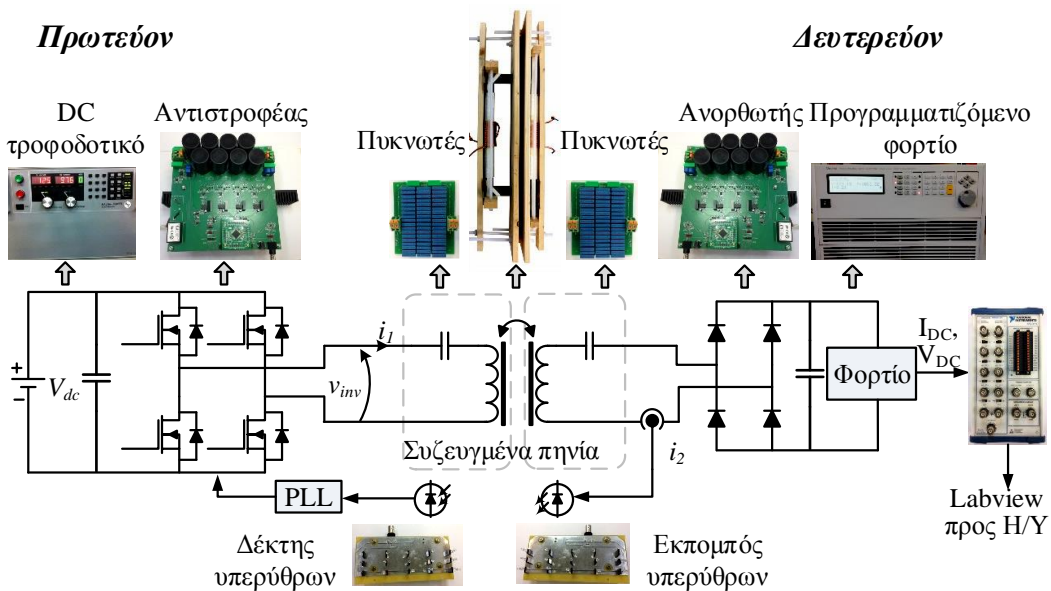 Πρωτεύον
Δευτερεύον
DC
τροφοδοτικό
Αντιστροφέας
Πυκνωτές
Πυκνωτές
Ανορθωτής
Προγραμματιζόμενο
φορτίο
V_dc
i_1
v_inv
Συζευγμένα πηνία
i_2
Φορτίο
I_DC,
V_DC
PLL
Δέκτης
υπερύθρων
Εκπομπός
υπερύθρων
Labview
προς Η/Υ